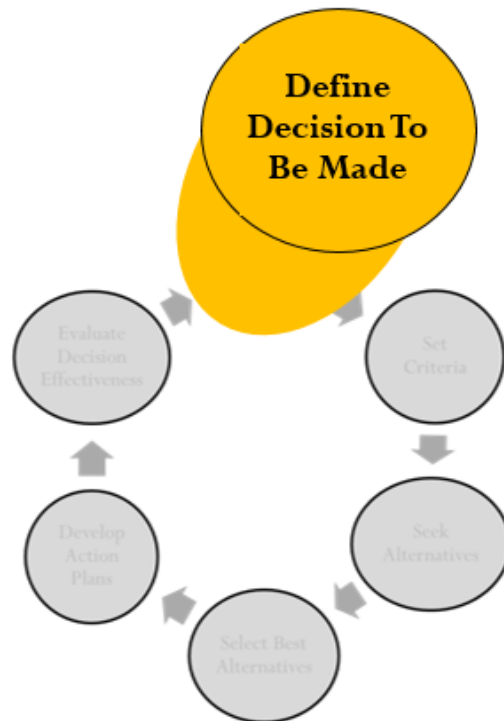 Define
Decision To
Be Made
Set
Criteria
Seek
Alternatives
Select Best
Alternatives
Develop
Action
Plans
Evaluate
Decision
Effectiveness